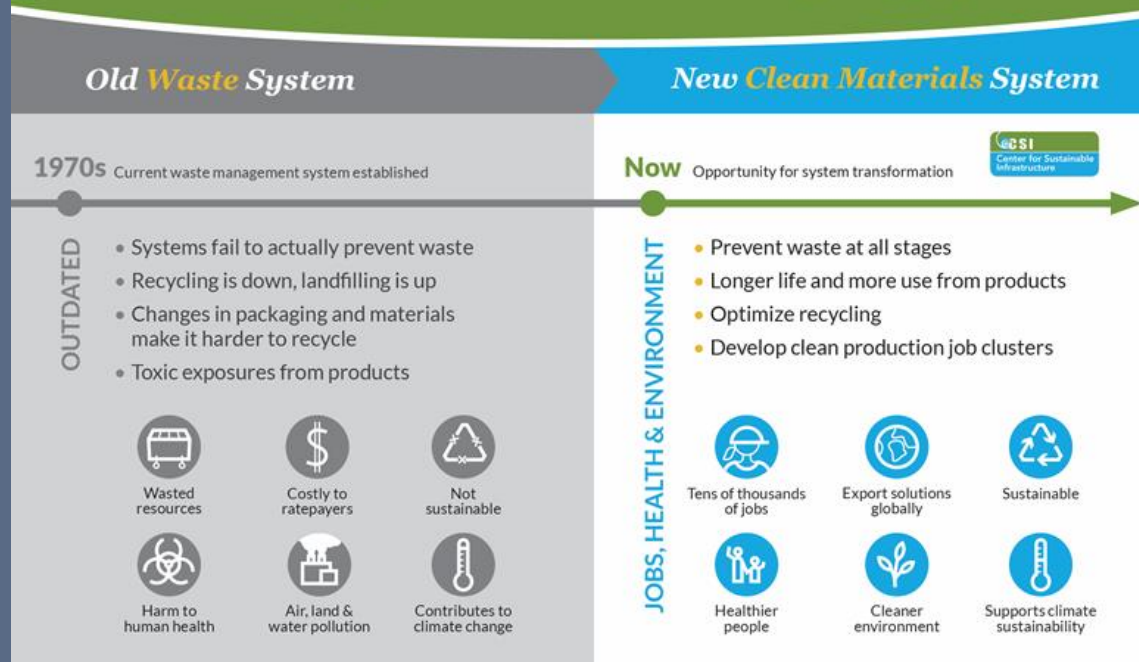 Old Waste System
New Clean Materials System
1970s Current waste management system established
Now Opportunity for system transformation
CSI
Center for Sustainable
Infrastructure
OUTDATED
• Systems fail to actually prevent waste
• Recycling is down, landfilling is up
• Changes in packaging and materials
make it harder to recycle
• Toxic exposures from products
Wasted
resources
Costly to
ratepayers
Not
sustainable
Harm to
human health
Air, land &
water pollution
Contributes to
climate change
JOBS, HEALTH & ENVIRONMENT
• Prevent waste at all stages
• Longer life and more use from products
• Optimize recycling
• Develop clean production job clusters
Tens of thousands
of jobs
Export solutions
globally
Sustainable
Healthier
people
Cleaner
environment
Supports climate
sustainability